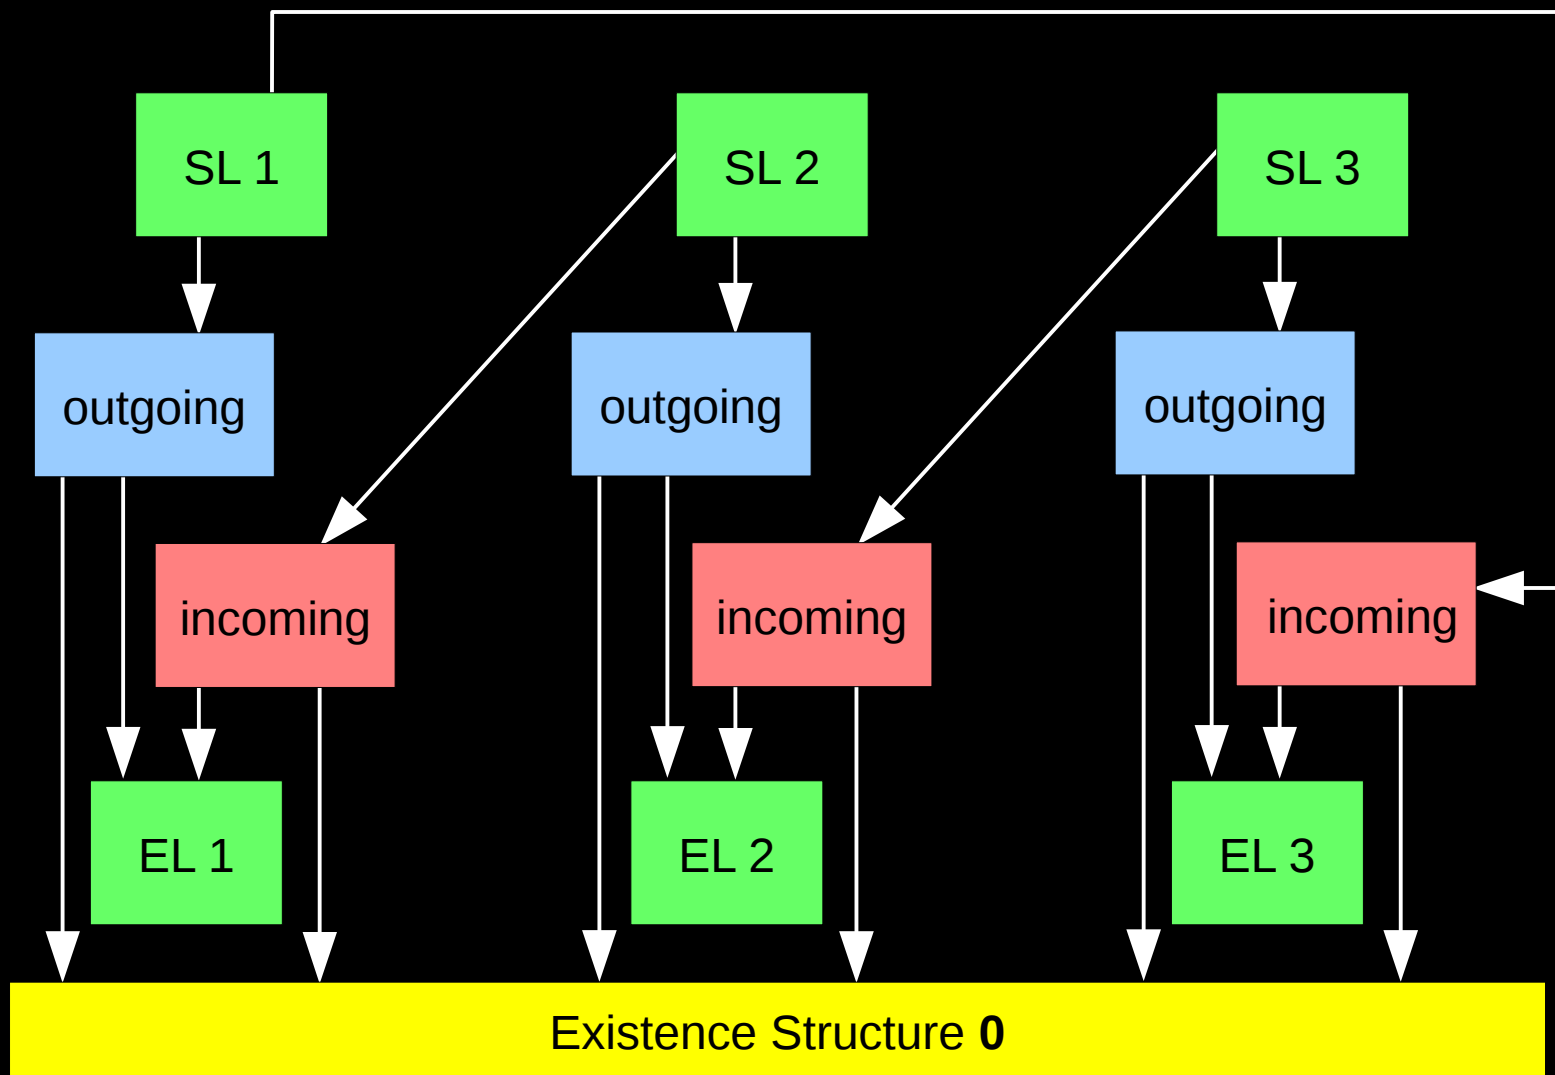 SL 1
SL 2
SL 3
outgoing
outgoing
outgoing
incoming
incoming
incoming
EL 1
EL 2
EL 3
Existence Structure 0